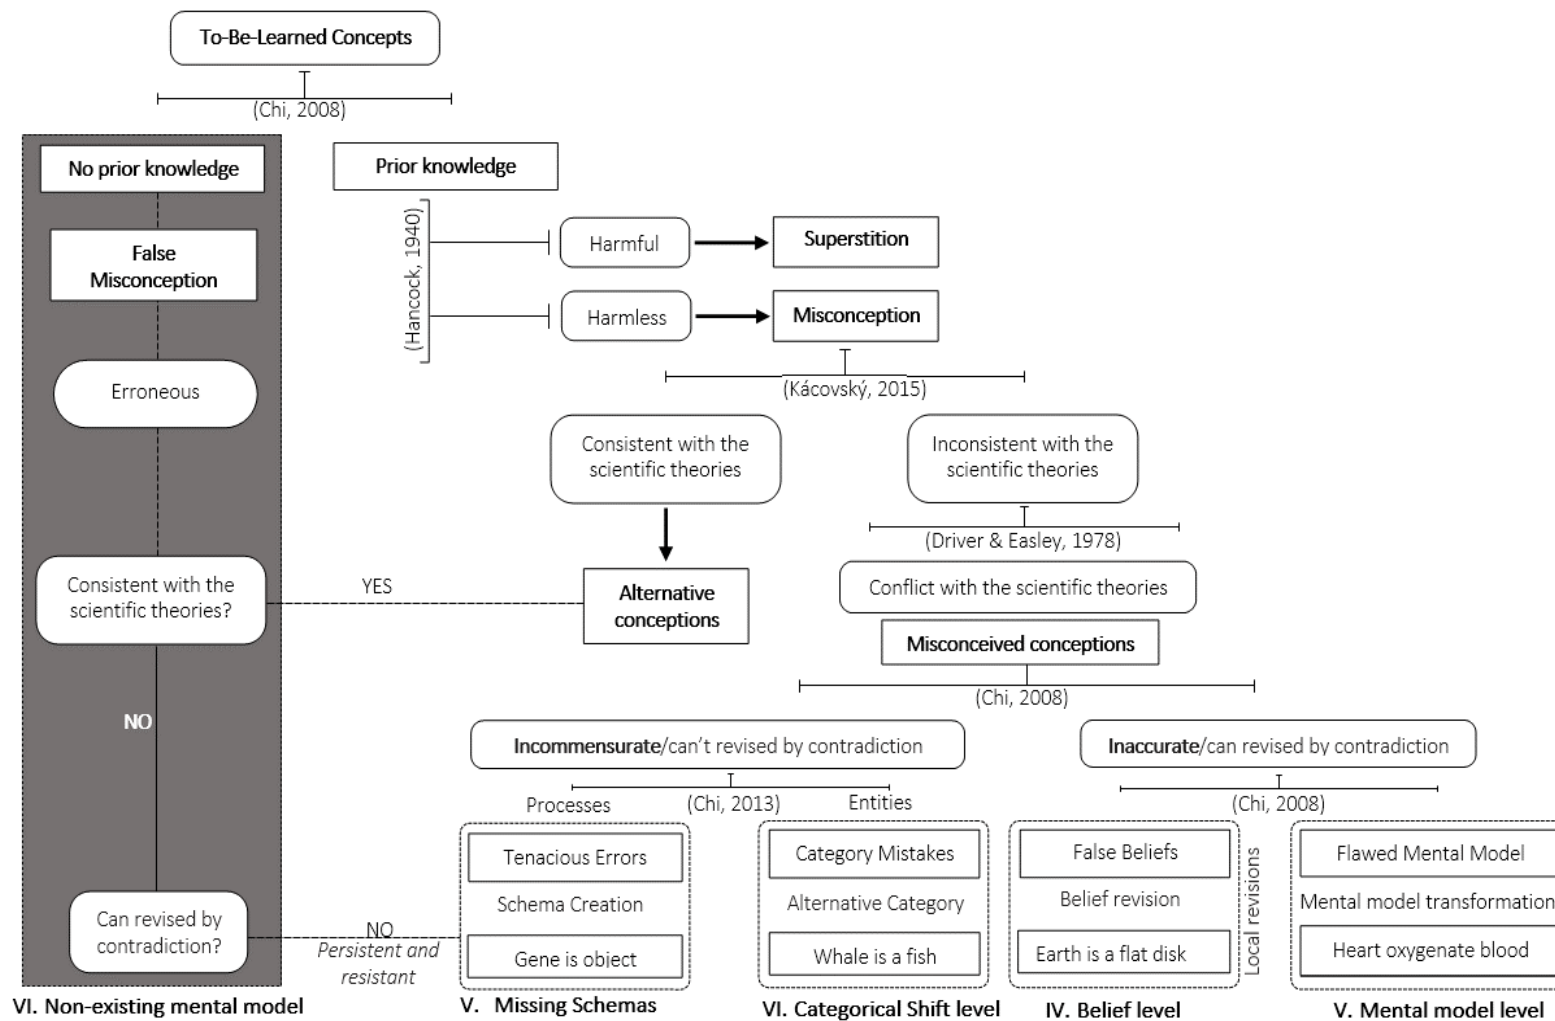 To-Be-Learned Concepts
(Chi, 2008)
No prior knowledge
False
Misconception
Erroneous
Consistent with the
scientific theories?
YES
NO
Can revised by
contradiction?
NO
Persistent and
resistant
VI. Non-existing mental model
Prior knowledge
(Hancock, 1940)
Harmful
Superstition
Harmless
Misconception
(Kácovský, 2015)
Consistent with the
scientific theories
Alternative
conceptions
Inconsistent with the
scientific theories
(Driver & Easley, 1978)
Conflict with the scientific theories
Misconceived conceptions
(Chi, 2008)
Incommensurate/can't revised by contradiction
Processes
(Chi, 2013)
Entities
Tenacious Errors
Schema Creation
Gene is object
V. Missing Schemas
Category Mistakes
Alternative Category
Whale is a fish
VI. Categorical Shift level
Inaccurate/can revised by contradiction
(Chi, 2008)
False Beliefs
Belief revision
Earth is a flat disk
IV. Belief level
Local revisions
Flawed Mental Model
Mental model transformation
Heart oxygenate blood
V. Mental model level